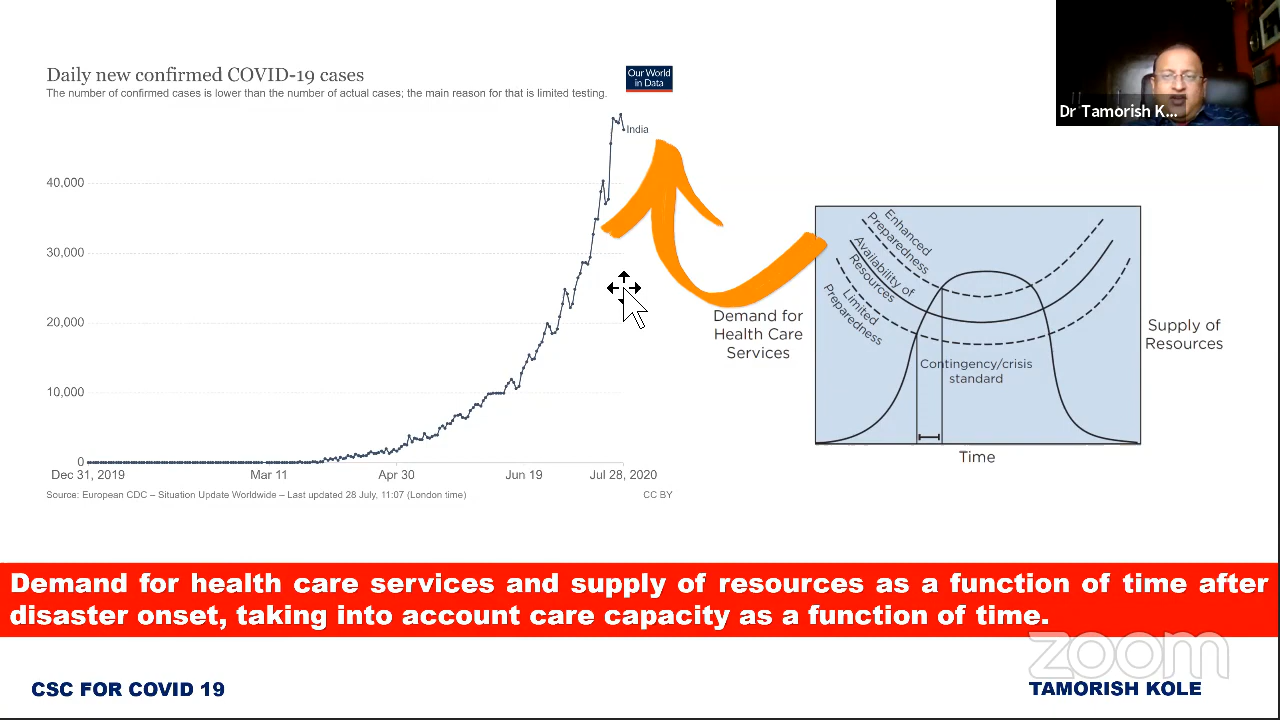 Dr Tamorish K...
Daily new confirmed COVID-19 cases
The number of confirmed cases is lower than the number of actual cases; the main reason for that is limited testing.
Our World
in Data
India
40,000
30,000
20,000
10,000
0
Dec 31, 2019
Mar 11
Apr 30
Jun 19
Jul 28, 2020
Source: European CDC – Situation Update Worldwide – Last updated 28 July, 11:07 (London time)
CC BY
Enhanced
Preparedness
Availability of
Resources
Limited
Preparedness
Demand for
Health Care
Services
Contingency/crisis
standard
Supply of
Resources
Time
Demand for health care services and supply of resources as a function of time after
disaster onset, taking into account care capacity as a function of time.
zoom
CSC FOR COVID 19
TAMORISH KOLE